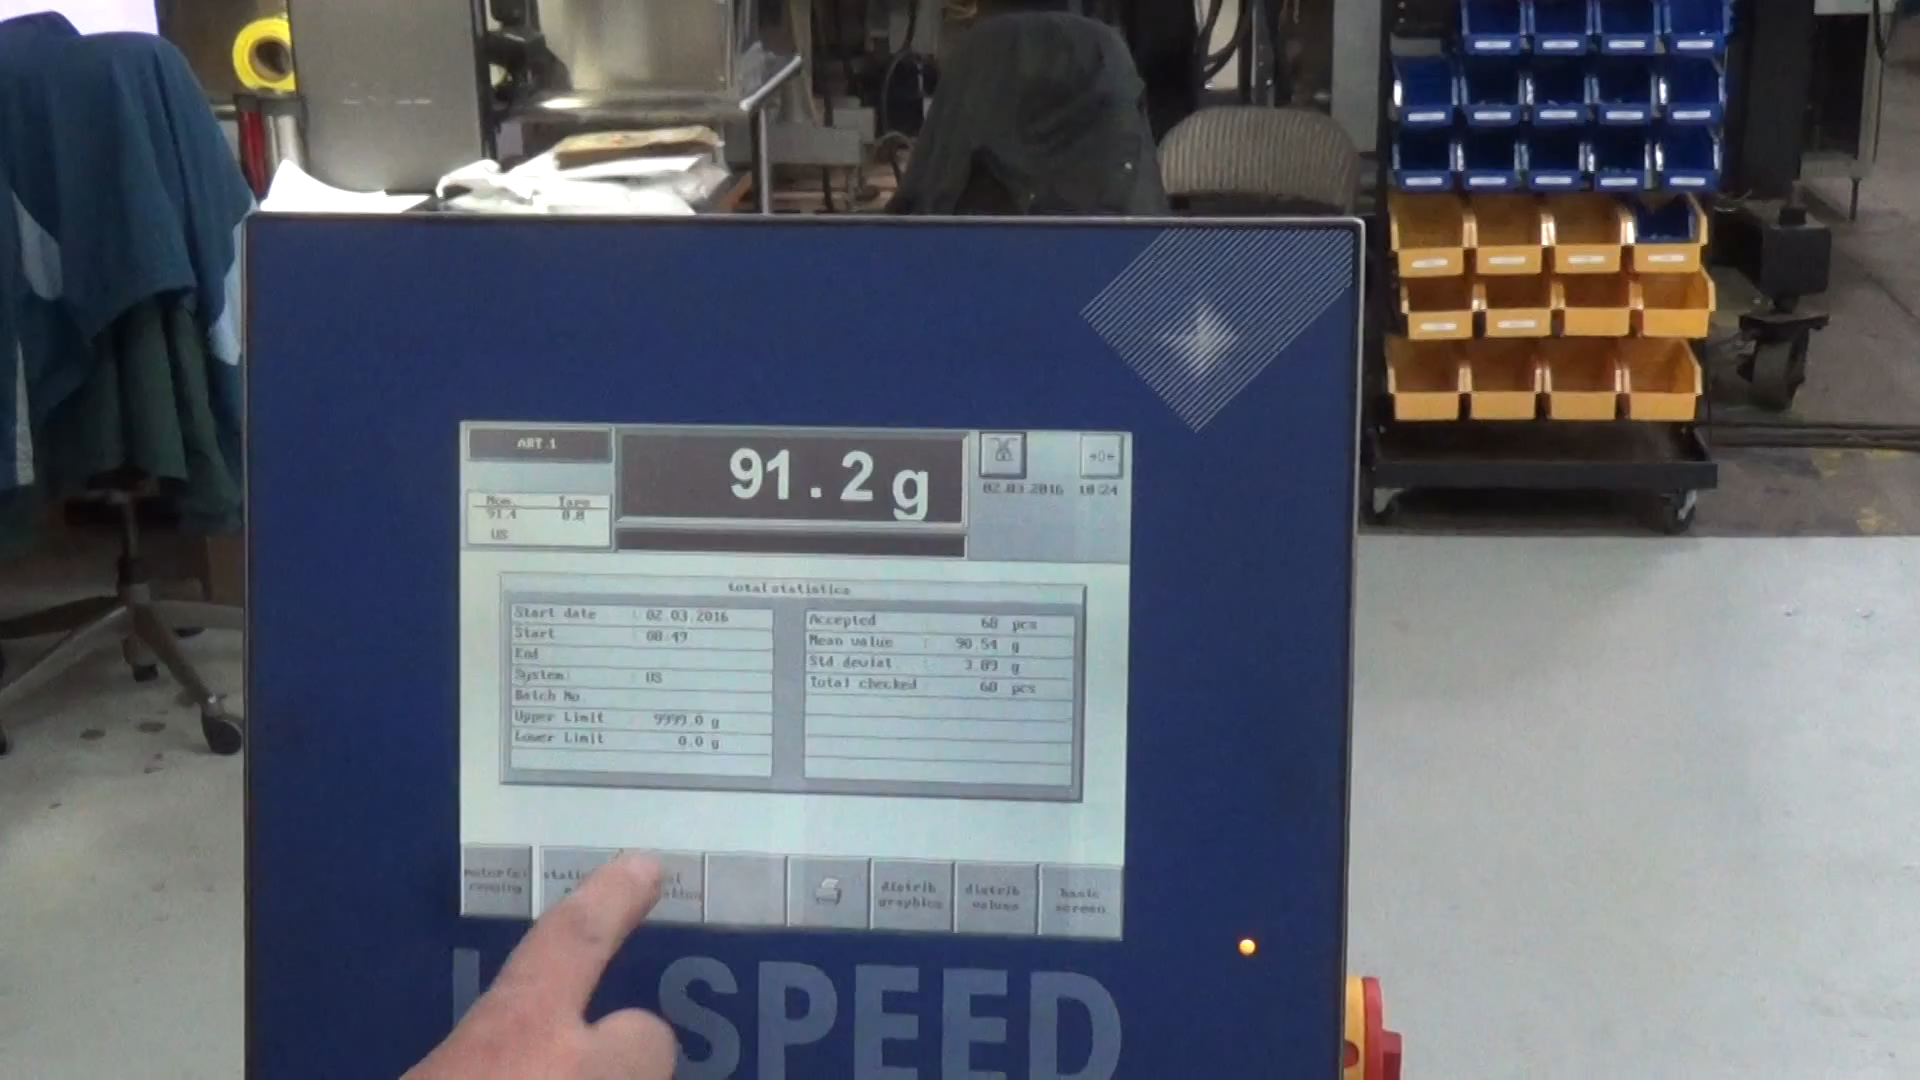 ART.1
91.2 g
02.03.2016 10:24
Nom. Tare
91.4 0.0
US
total statistics
Start date : 02.03.2016
Start : 08:47
End
System : US
Batch No
Upper Limit : 9999.0 g
Lower Limit : 0.0 g
Accepted 60 pcs
Mean value : 90.54 g
Std deviat : 3.89 g
Total checked : 60 pcs
distrib
graphics
distrib
values
basic
screen
SPEED